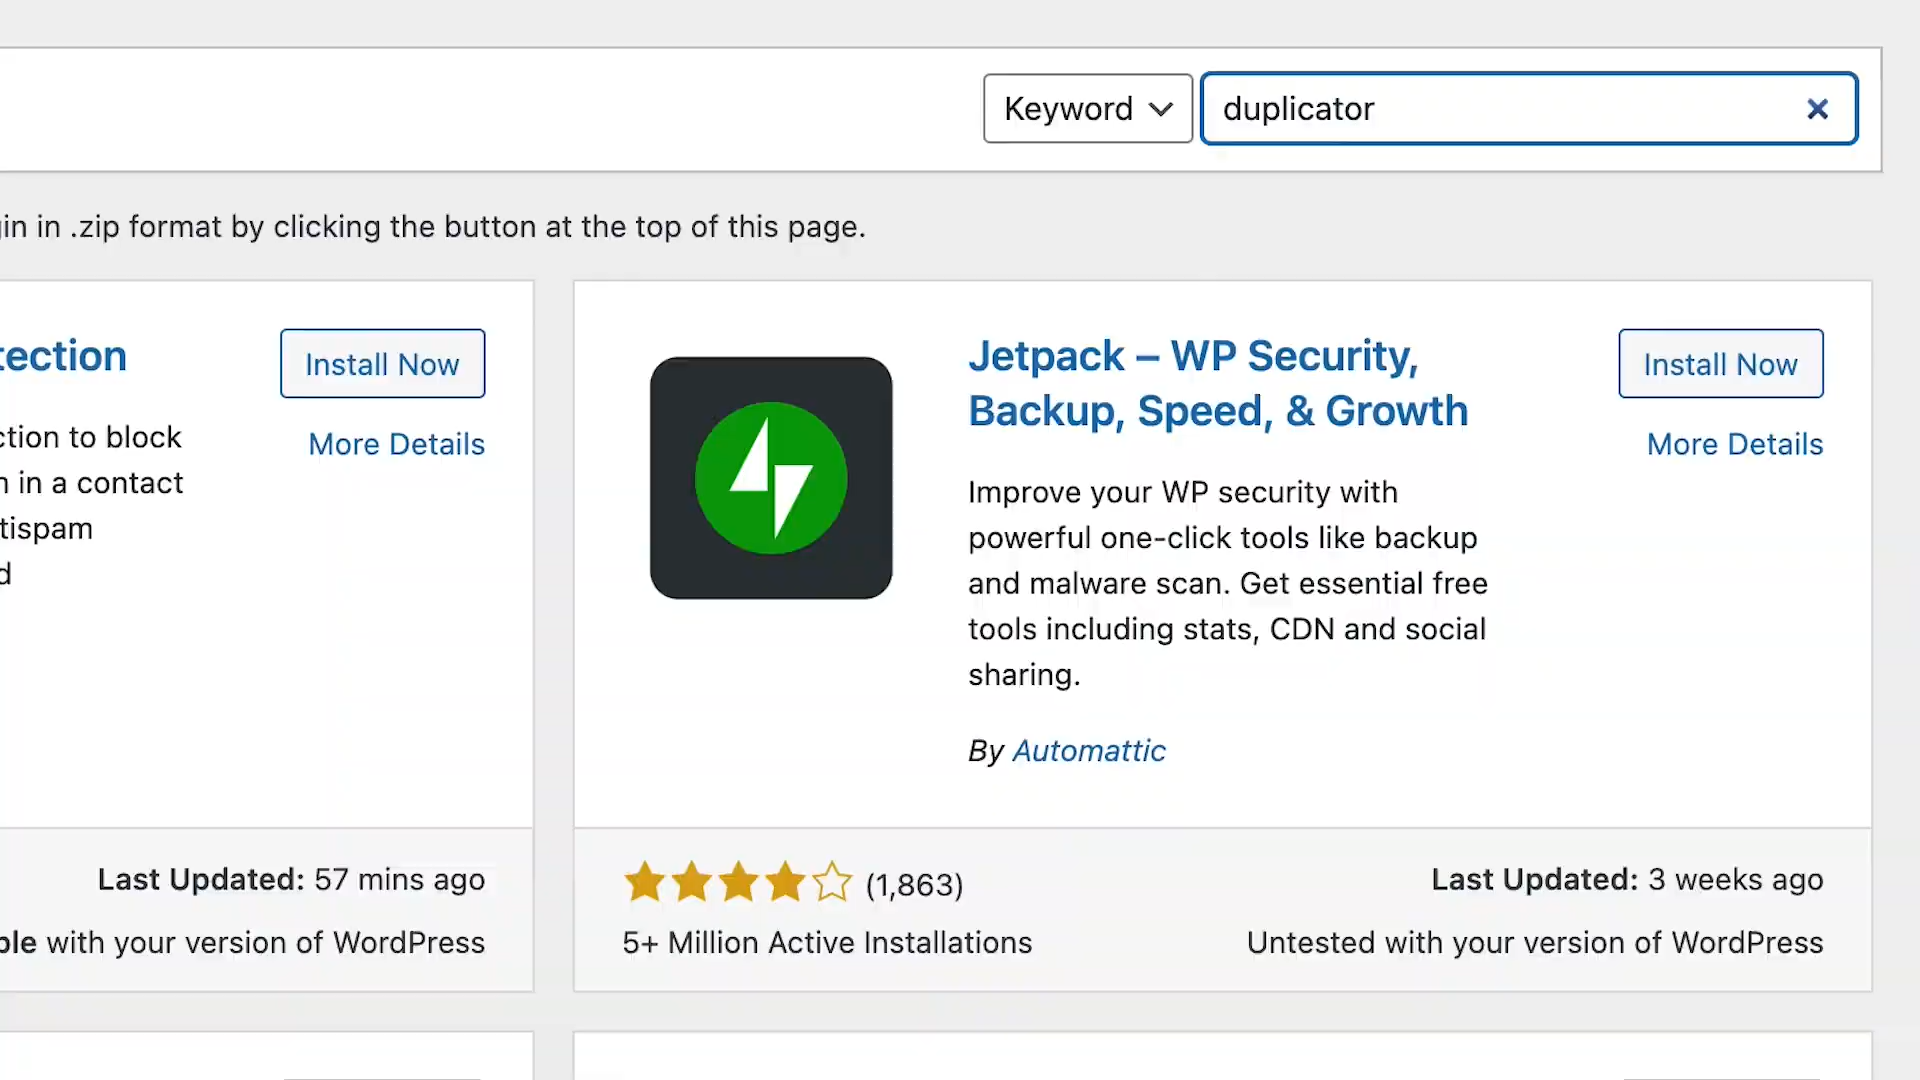 Keyword
duplicator
in in .zip format by clicking the button at the top of this page.
tection
Install Now
More Details
ction to block
in a contact
tispam
Last Updated: 57 mins ago
with your version of WordPress
Jetpack – WP Security,
Backup, Speed, & Growth
Install Now
More Details
Improve your WP security with
powerful one-click tools like backup
and malware scan. Get essential free
tools including stats, CDN and social
sharing.
By Automattic
(1,863)
Last Updated: 3 weeks ago
5+ Million Active Installations
Untested with your version of WordPress